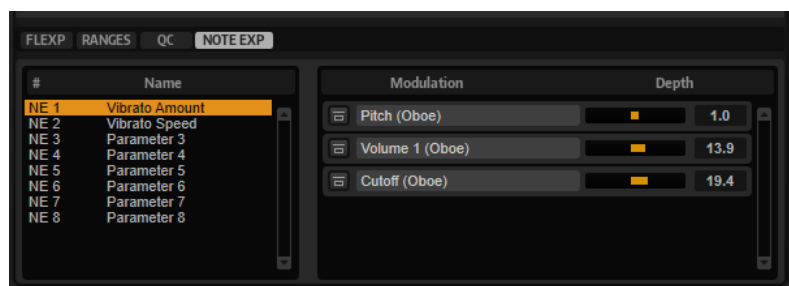 FLEXP RANGES QC NOTE EXP
# Name
NE 1 Vibrato Amount
NE 2 Vibrato Speed
NE 3 Parameter 3
NE 4 Parameter 4
NE 5 Parameter 5
NE 6 Parameter 6
NE 7 Parameter 7
NE 8 Parameter 8
Modulation Depth
Pitch (Oboe) 1.0
Volume 1 (Oboe) 13.9
Cutoff (Oboe) 19.4